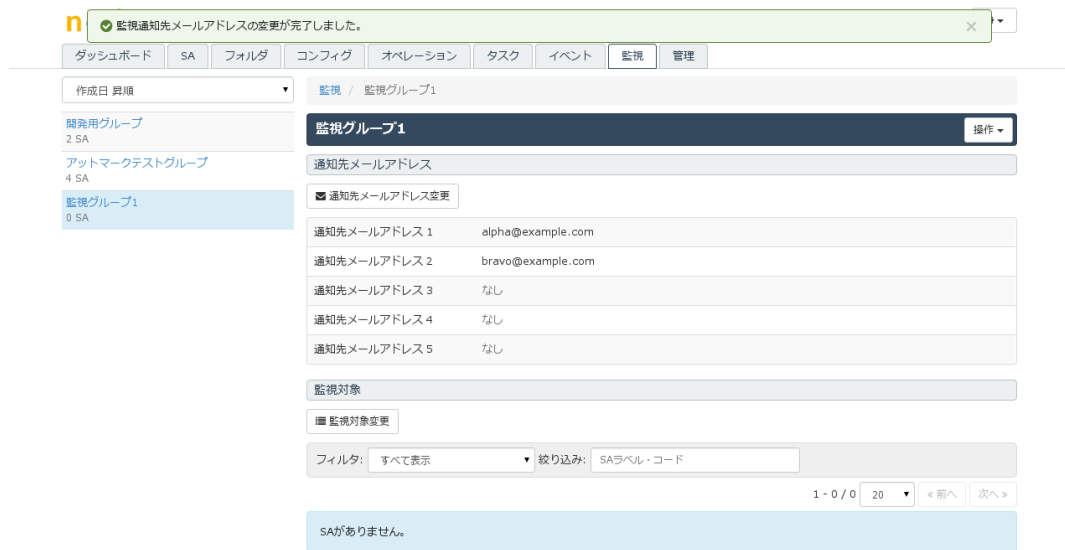 監視通知先メールアドレスの変更が完了しました。 ×
ダッシュボード SA フォルダ コンフィグ オペレーション タスク イベント 監視 管理
作成日 昇順
開発用グループ
2 SA
アットマークテストグループ
4 SA
監視グループ1
0 SA
監視 / 監視グループ1
監視グループ1 操作
通知先メールアドレス
通知先メールアドレス変更
通知先メールアドレス 1 alpha@example.com
通知先メールアドレス 2 bravo@example.com
通知先メールアドレス 3 なし
通知先メールアドレス 4 なし
通知先メールアドレス 5 なし
監視対象
監視対象変更
フィルタ: すべて表示 絞り込み: SAラベル・コード
1 - 0 / 0 20 «前へ 次へ»
SAがありません。